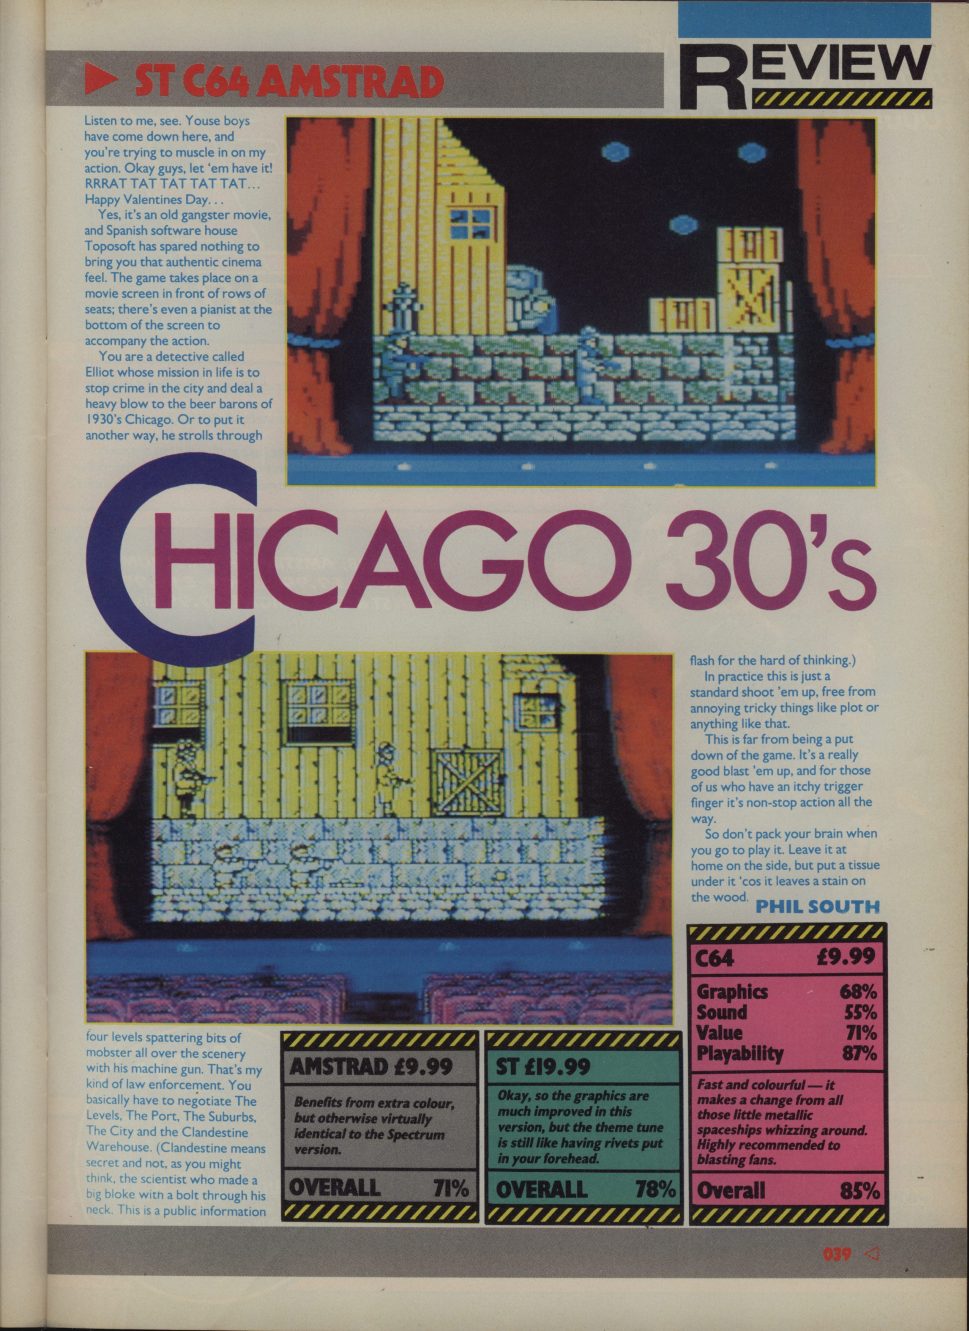 ST C64 AMSTRAD
REVIEW
Listen to me, see. Youse boys
have come down here, and
you're trying to muscle in on my
action. Okay guys, let 'em have it!
RRRAT TAT TAT TAT TAT...
Happy Valentines Day. . .
Yes, it's an old gangster movie,
and Spanish software house
Toposoft has spared nothing to
bring you that authentic cinema
feel. The game takes place on a
movie screen in front of rows of
seats; there's even a pianist at the
bottom of the screen to
accompany the action.
You are a detective called
Elliot whose mission in life is to
stop crime in the city and deal a
heavy blow to the beer barons of
1930's Chicago. Or to put it
another way, he strolls through
CHICAGO 30's
four levels spattering bits of
mobster all over the scenery
with his machine gun. That's my
kind of law enforcement. You
basically have to negotiate The
Levels, The Port, The Suburbs,
The City and the Clandestine
Warehouse. (Clandestine means
secret and not, as you might
think, the scientist who made a
big bloke with a bolt through his
neck. This is a public information
flash for the hard of thinking.)
In practice this is just a
standard shoot 'em up, free from
annoying tricky things like plot or
anything like that.
This is far from being a put
down of the game. It's a really
good blast 'em up, and for those
of us who have an itchy trigger
finger it's non-stop action all the
way.
So don't pack your brain when
you go to play it. Leave it at
home on the side, but put a tissue
under it 'cos it leaves a stain on
the wood.
PHIL SOUTH
AMSTRAD £9.99
Benefits from extra colour,
but otherwise virtually
identical to the Spectrum
version.
OVERALL 71%
ST £19.99
Okay, so the graphics are
much improved in this
version, but the theme tune
is still like having rivets put
in your forehead.
OVERALL 78%
C64 £9.99
Graphics 68%
Sound 55%
Value 71%
Playability 87%
Fast and colourful — it
makes a change from all
those little metallic
spaceships whizzing around.
Highly recommended to
blasting fans.
Overall 85%
039